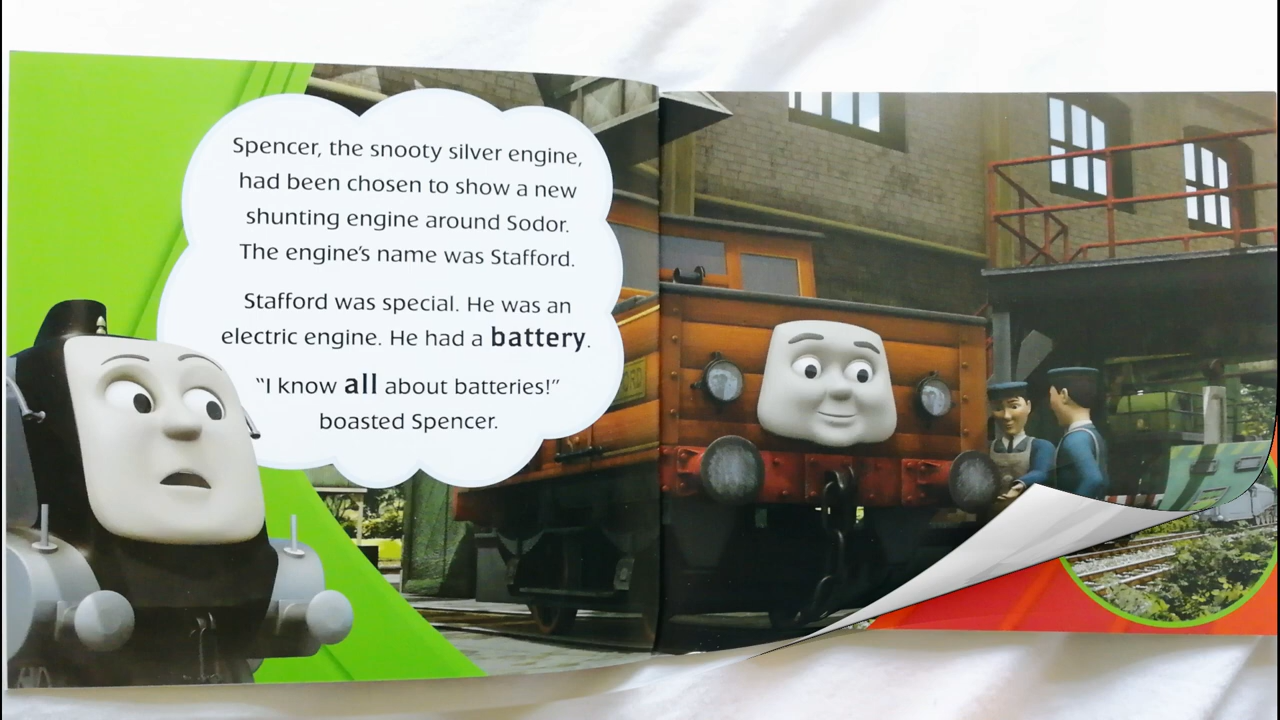 Spencer, the snooty silver engine,
had been chosen to show a new
shunting engine around Sodor.
The engine's name was Stafford.
Stafford was special. He was an
electric engine. He had a battery.
"I know all about batteries!"
boasted Spencer.